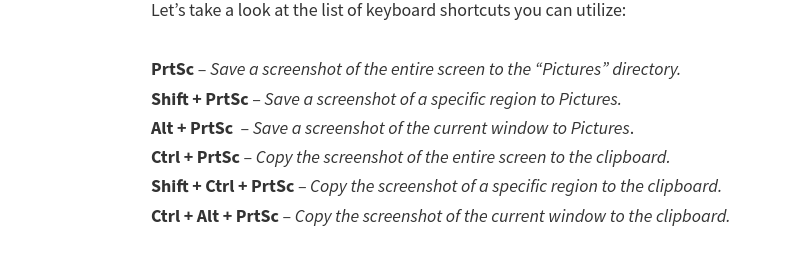 Let’s take a look at the list of keyboard shortcuts you can utilize:
PrtSc – Save a screenshot of the entire screen to the “Pictures” directory.
Shift + PrtSc – Save a screenshot of a specific region to Pictures.
Alt + PrtSc – Save a screenshot of the current window to Pictures.
Ctrl + PrtSc – Copy the screenshot of the entire screen to the clipboard.
Shift + Ctrl + PrtSc – Copy the screenshot of a specific region to the clipboard.
Ctrl + Alt + PrtSc – Copy the screenshot of the current window to the clipboard.